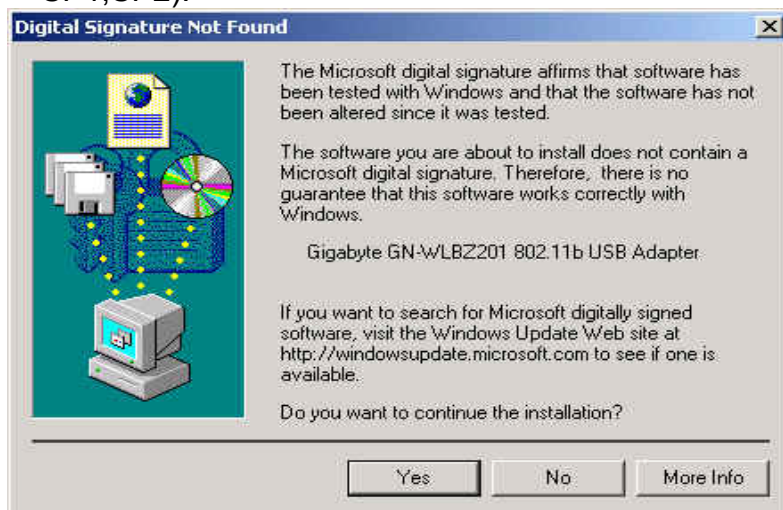 Digital Signature Not Found
The Microsoft digital signature affirms that software has
been tested with Windows and that the software has not
been altered since it was tested.
The software you are about to install does not contain a
Microsoft digital signature. Therefore, there is no
guarantee that this software works correctly with
Windows.
Gigabyte GN-WLBZ201 802.11b USB Adapter
If you want to search for Microsoft digitally signed
software, visit the Windows Update Web site at
http://windowsupdate.microsoft.com to see if one is
available.
Do you want to continue the installation?
Yes No More Info